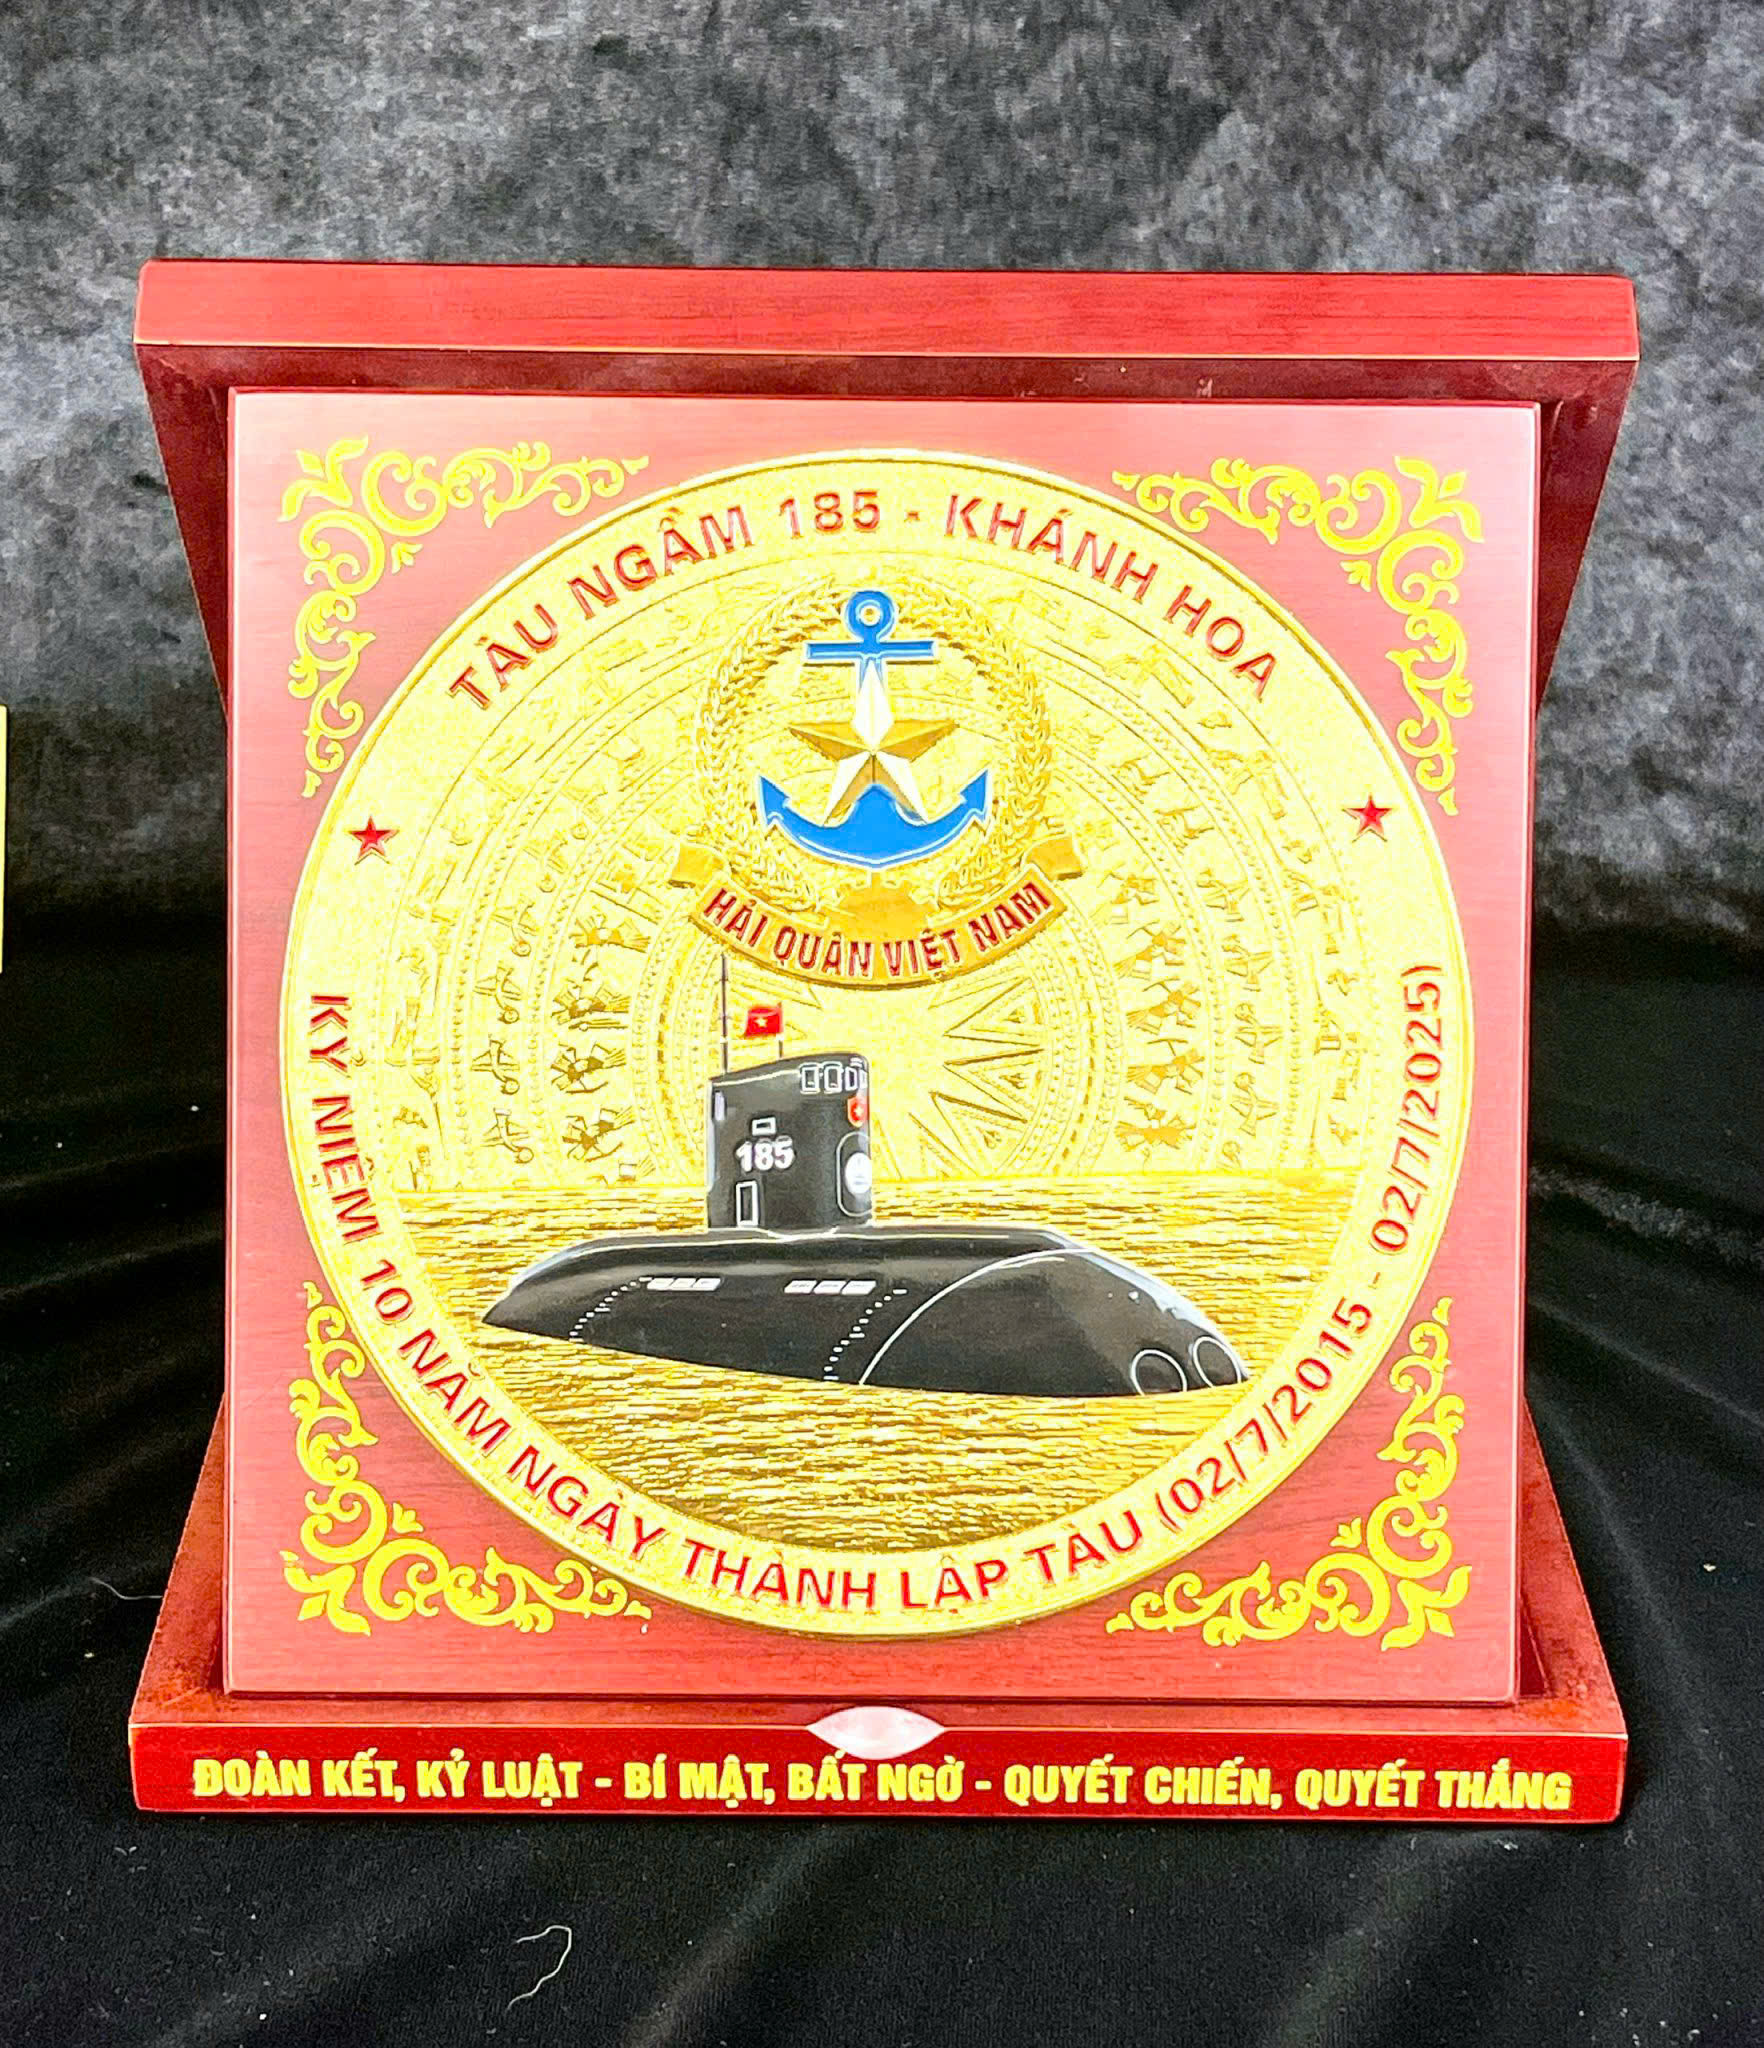 TÀU NGẦM 185 - KHÁNH HÒA
HẢI QUÂN VIỆT NAM
185
KỶ NIỆM 10 NĂM NGÀY THÀNH LẬP TÀU (02/7/2015 - 02/7/2025)
ĐOÀN KẾT, KỶ LUẬT - BÍ MẬT, BẤT NGỜ - QUYẾT CHIẾN, QUYẾT THẮNG